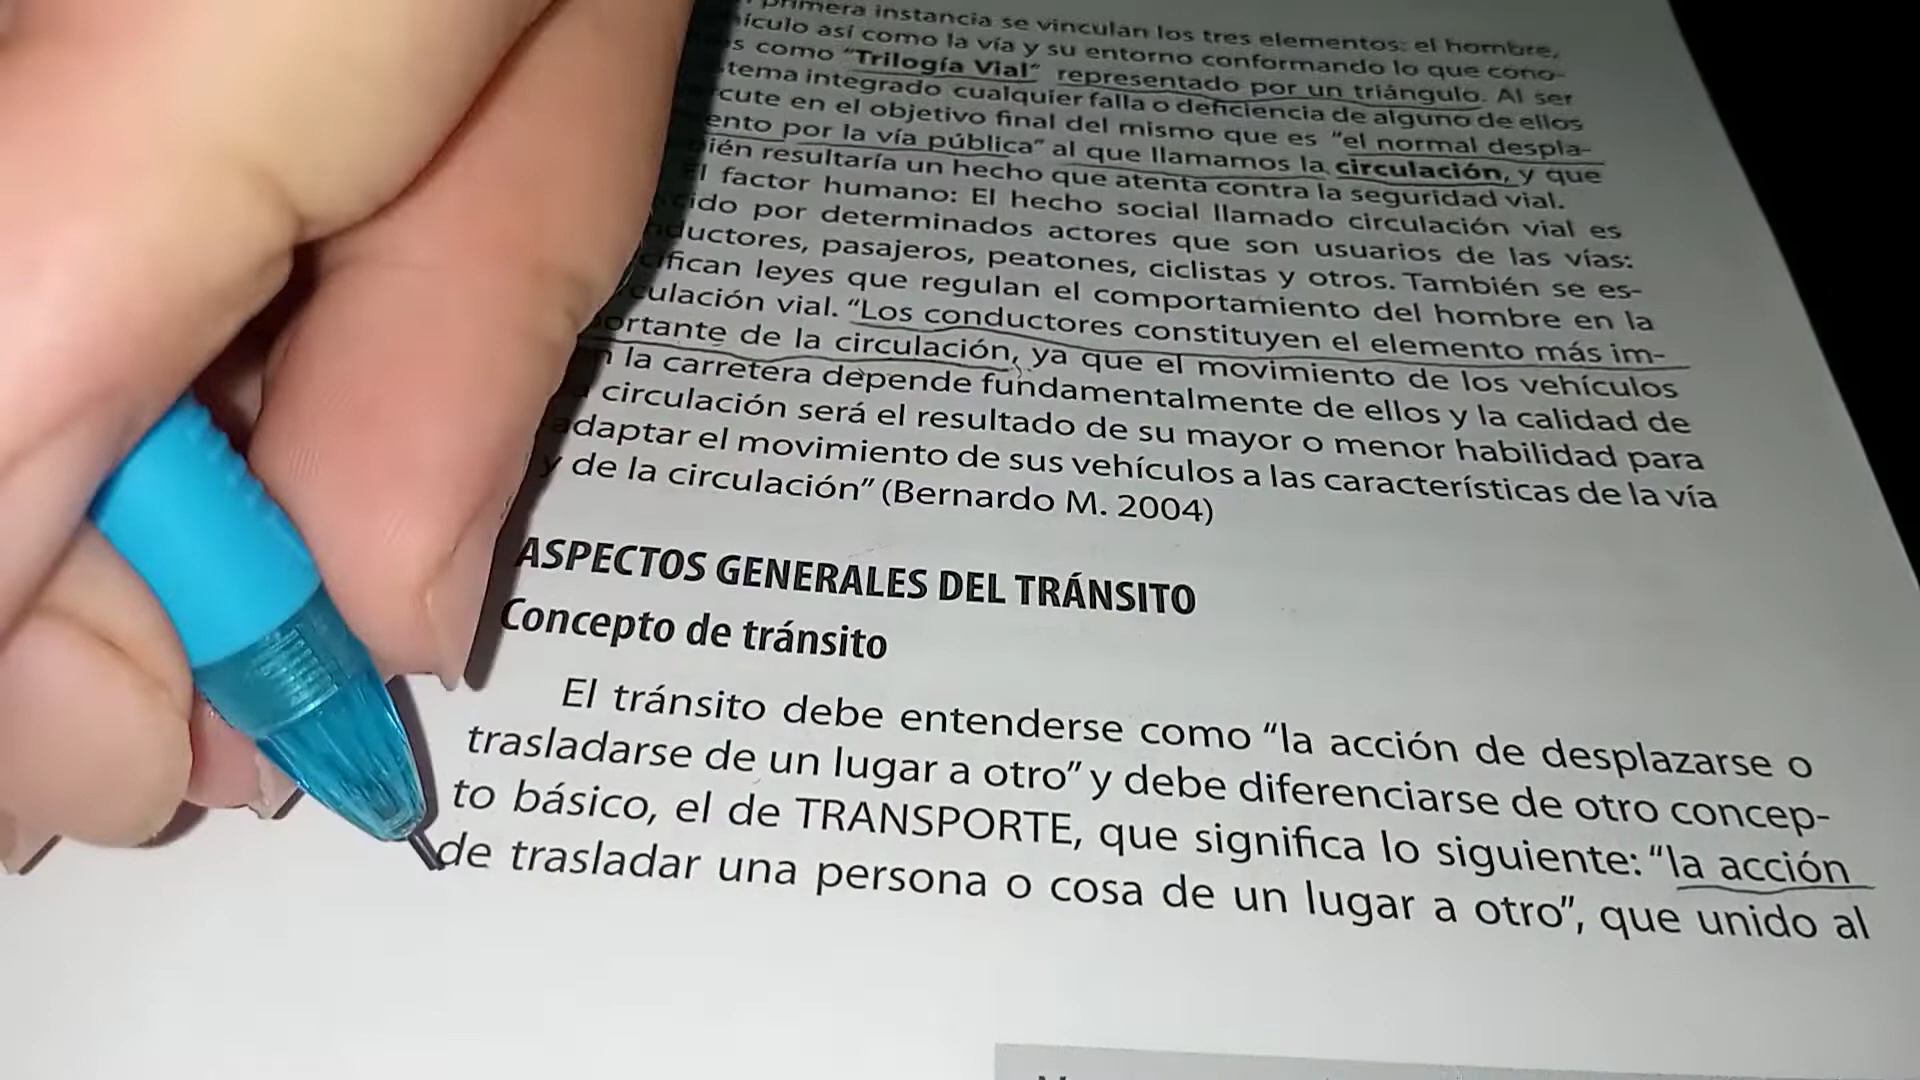 primera instancia se vinculan los tres elementos: el hombre,
ículo así como la vía y su entorno conformando lo que cono-
s como “Trilogía Vial” representado por un triángulo. Al ser
tema integrado cualquier falla o deficiencia de alguno de ellos
cute en el objetivo final del mismo que es “el normal despla-
ento por la vía pública” al que llamamos la circulación, y que
ién resultaría un hecho que atenta contra la seguridad vial.
l factor humano: El hecho social llamado circulación vial es
cido por determinados actores que son usuarios de las vías:
ductores, pasajeros, peatones, ciclistas y otros. También se es-
cifican leyes que regulan el comportamiento del hombre en la
culación vial. “Los conductores constituyen el elemento más im-
portante de la circulación, ya que el movimiento de los vehículos
n la carretera depende fundamentalmente de ellos y la calidad de
circulación será el resultado de su mayor o menor habilidad para
adaptar el movimiento de sus vehículos a las características de la vía
y de la circulación” (Bernardo M. 2004)
ASPECTOS GENERALES DEL TRÁNSITO
Concepto de tránsito
El tránsito debe entenderse como “la acción de desplazarse o
trasladarse de un lugar a otro” y debe diferenciarse de otro concep-
to básico, el de TRANSPORTE, que significa lo siguiente: “la acción
de trasladar una persona o cosa de un lugar a otro”, que unido al